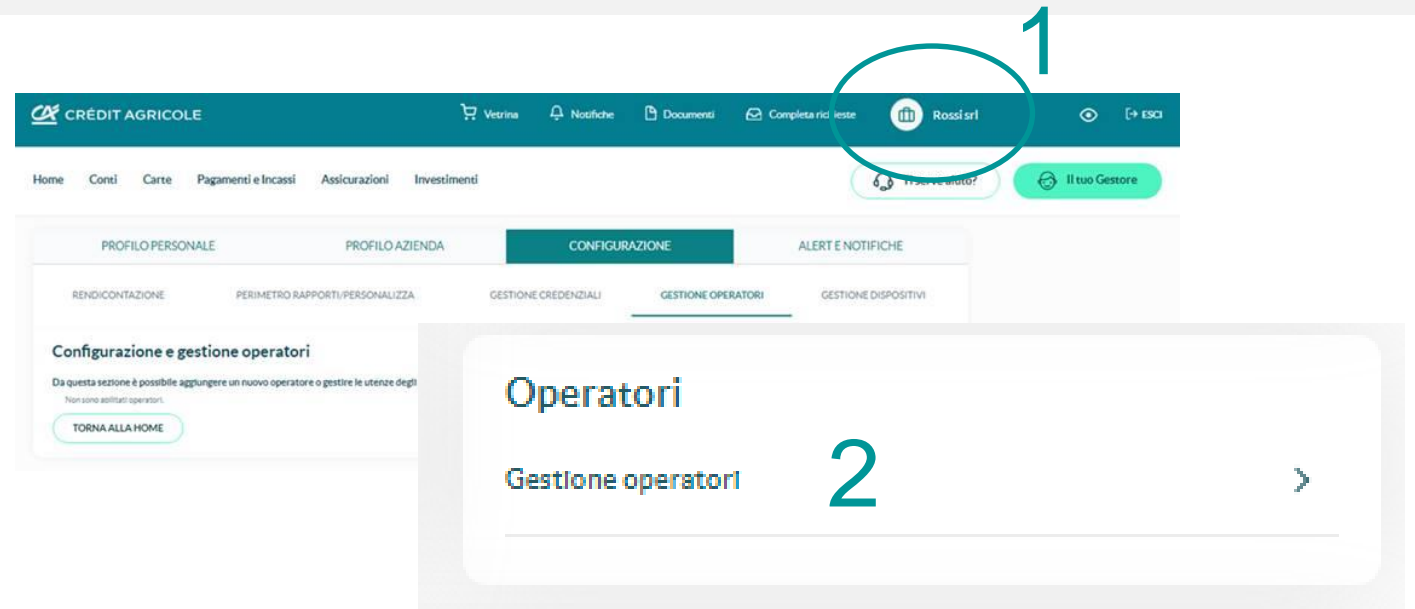 1
CRÉDIT AGRICOLE Vetrina Notifiche Documenti Completa richieste Rossi srl ESCI
Home Conti Carte Pagamenti e Incassi Assicurazioni Investimenti Ti serve aiuto? Il tuo Gestore
PROFILO PERSONALE PROFILO AZIENDA CONFIGURAZIONE ALERT E NOTIFICHE
RENDICONTAZIONE PERIMETRO RAPPORTI/PERSONALIZZA GESTIONE CREDENZIALI GESTIONE OPERATORI GESTIONE DISPOSITIVI
Configurazione e gestione operatori
Da questa sezione è possibile aggiungere un nuovo operatore o gestire le utenze degli
Non sono abilitati operatori.
TORNA ALLA HOME
Operatori
Gestione operatori 2